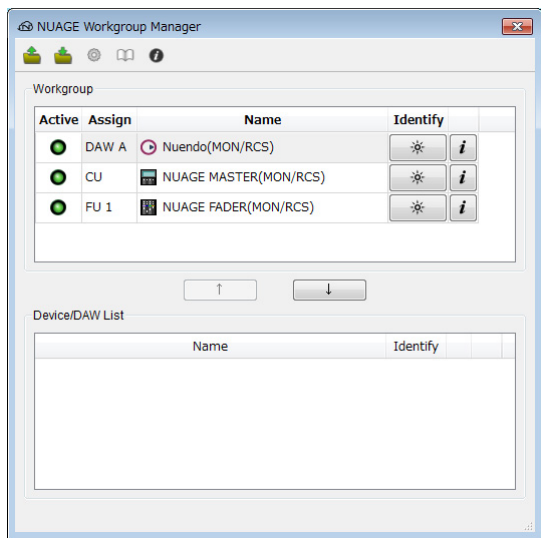 NUAGE Workgroup Manager
Workgroup
Active Assign Name Identify
DAW A Nuendo(MON/RCS) i
CU NUAGE MASTER(MON/RCS) i
FU 1 NUAGE FADER(MON/RCS) i
↑ ↓
Device/DAW List
Name Identify